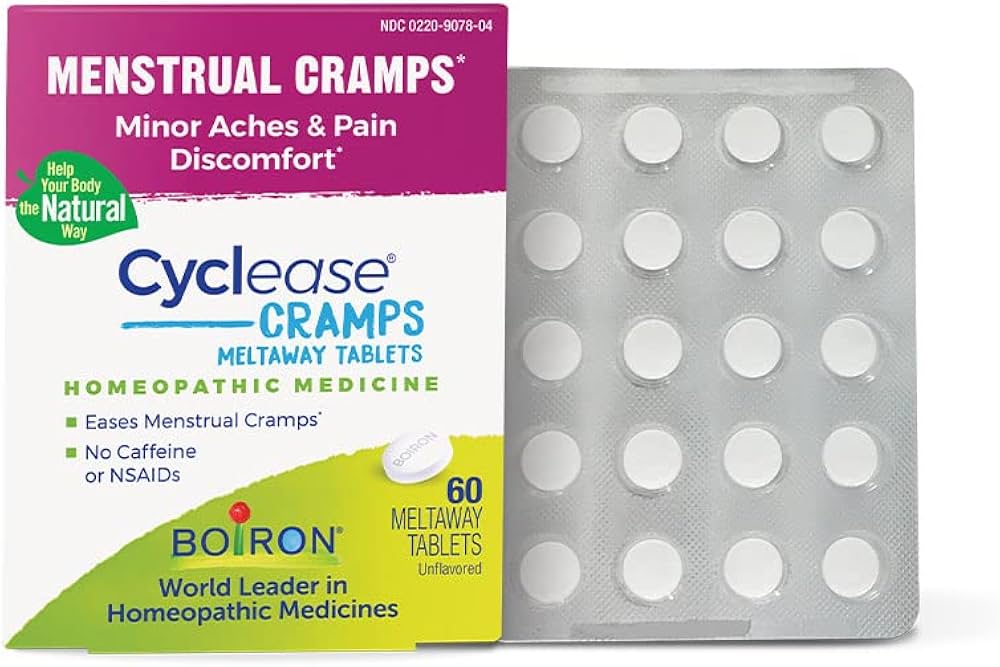 NDC 0220-9078-04
MENSTRUAL CRAMPS*
Minor Aches & Pain
Discomfort*
Help
Your Body
the Natural
Way
Cyclease®
CRAMPS
MELTAWAY TABLETS
HOMEOPATHIC MEDICINE
Eases Menstrual Cramps*
No Caffeine
or NSAIDs
BOIRON
60
MELTAWAY
TABLETS
Unflavored
BOIRON®
World Leader in
Homeopathic Medicines